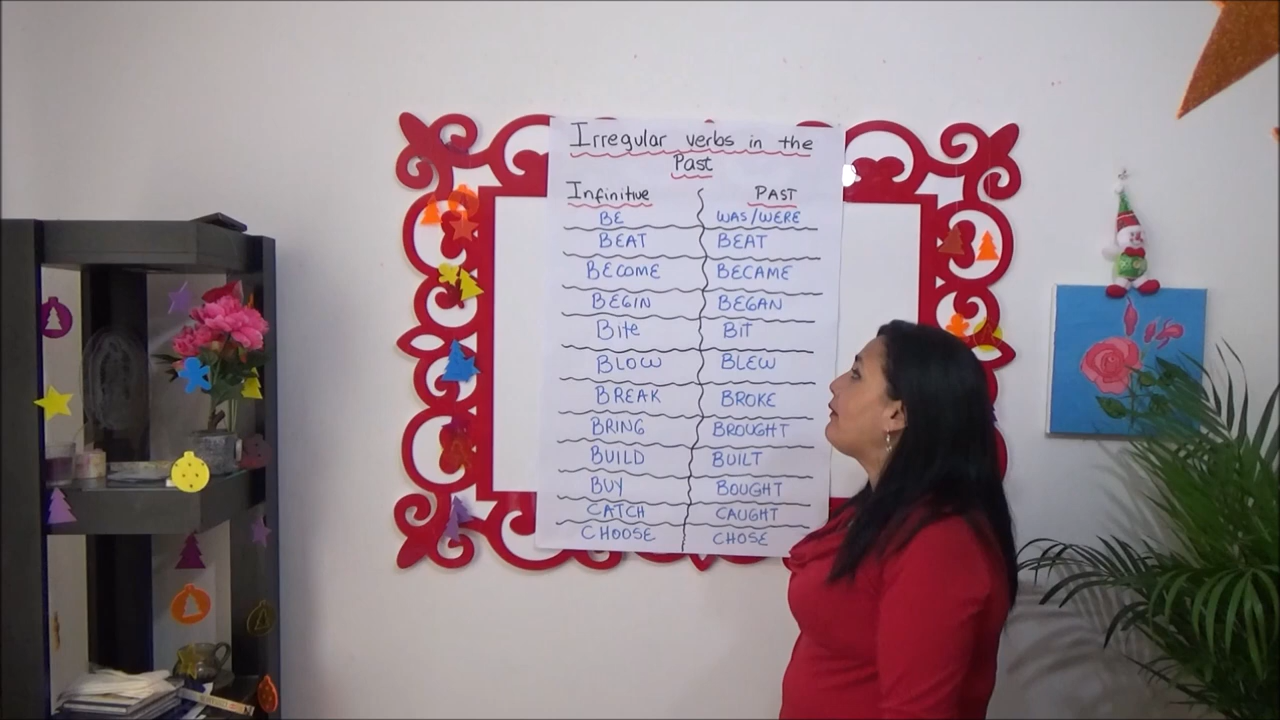 Irregular verbs in the
Past
Infinitive PAST
BE WAS/WERE
BEAT BEAT
BECOME BECAME
BEGIN BEGAN
Bite BiT
BLOW BLEW
BREAK BROKE
BRING BROUGHT
BUILD BUILT
BUY BOUGHT
CATCH CAUGHT
CHOOSE CHOSE